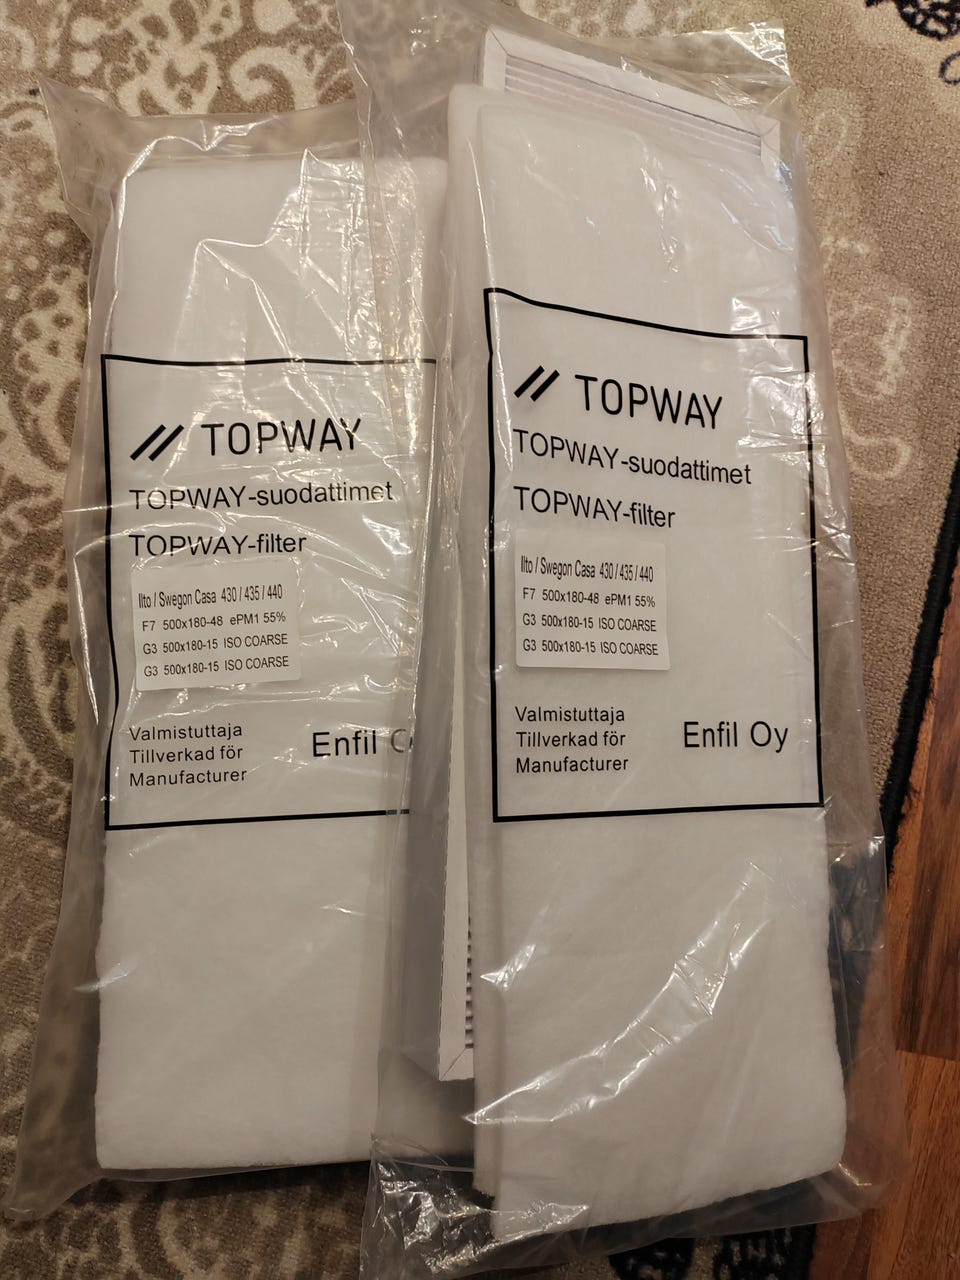 TOPWAY
TOPWAY-suodattimet
TOPWAY-filter
Ilto / Swegon Casa 430 / 435 / 440
F7 500x180-48 ePM1 55%
G3 500x180-15 ISO COARSE
G3 500x180-15 ISO COARSE
Valmistuttaja
Tillverkad för
Manufacturer
Enfil O
TOPWAY
TOPWAY-suodattimet
TOPWAY-filter
Ilto / Swegon Casa 430 / 435 / 440
F7 500x180-48 ePM1 55%
G3 500x180-15 ISO COARSE
G3 500x180-15 ISO COARSE
Valmistuttaja
Tillverkad för
Manufacturer
Enfil Oy